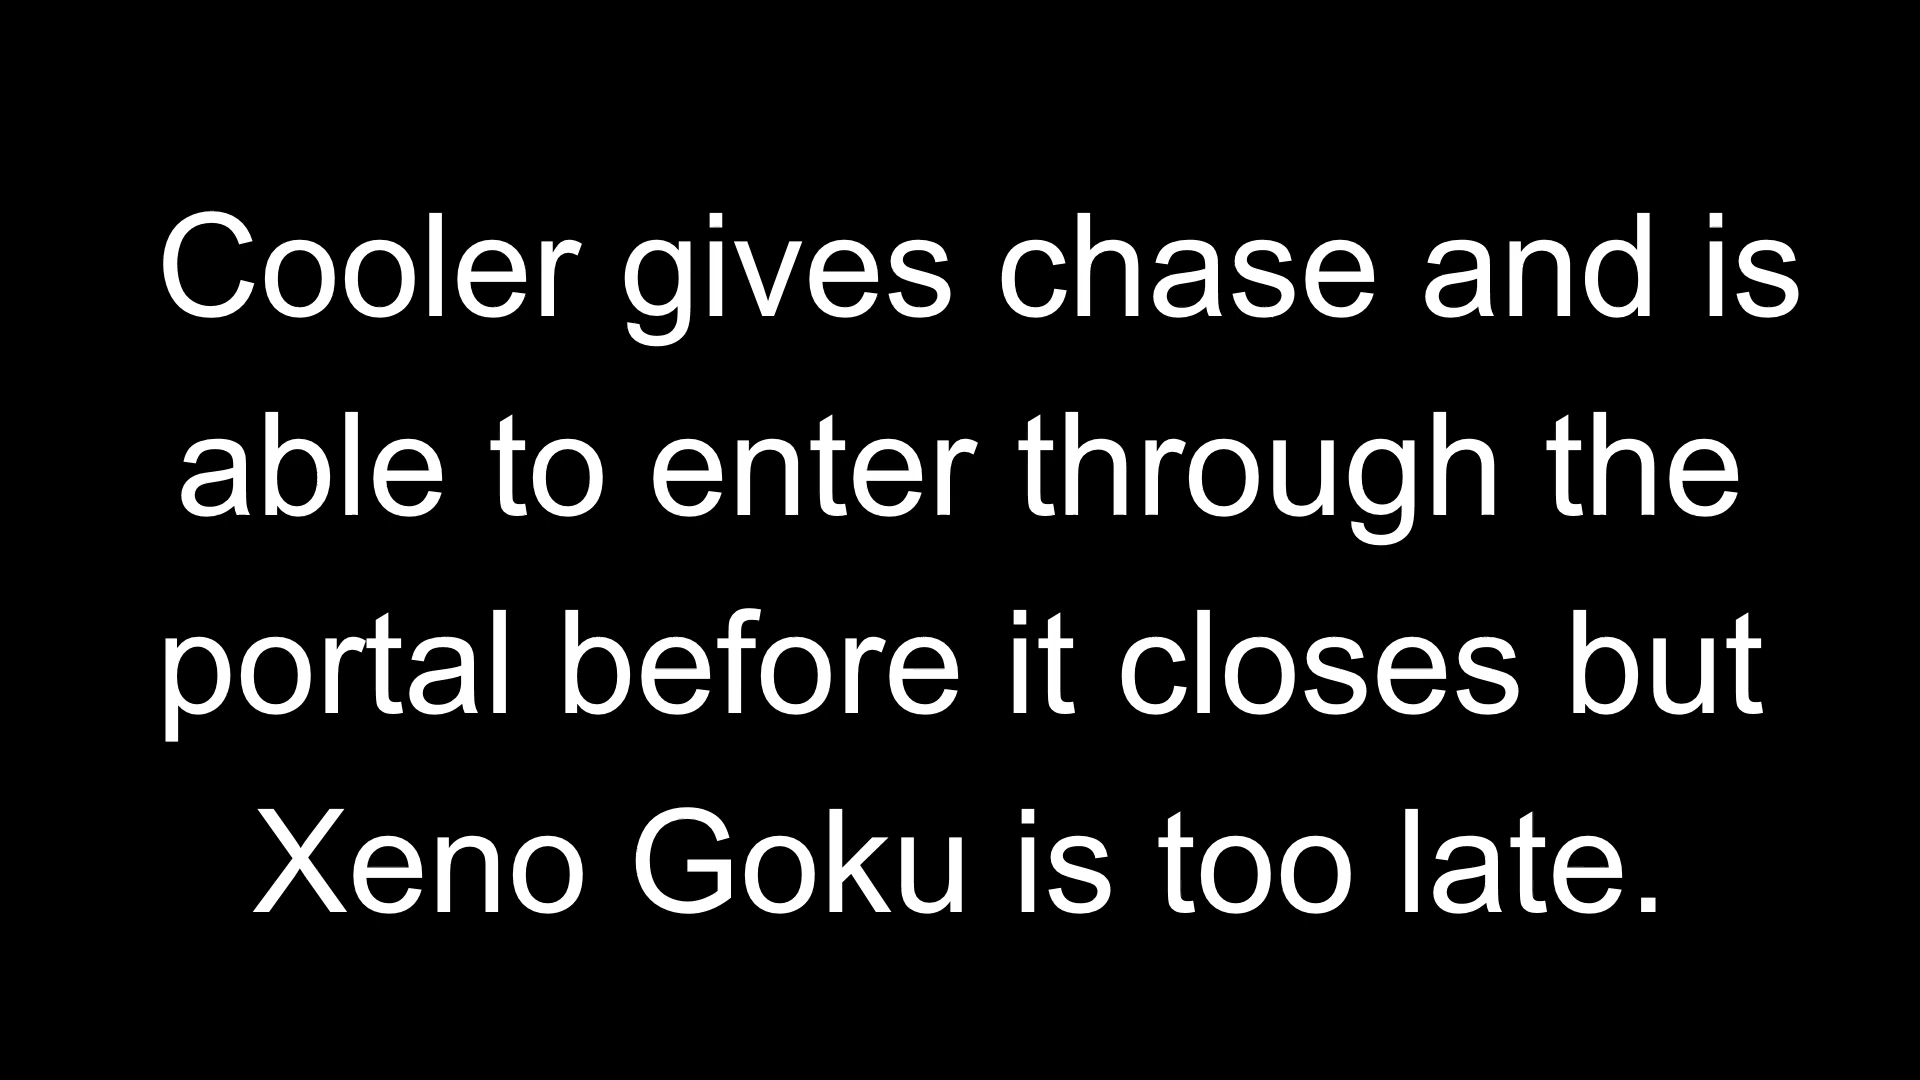 Cooler gives chase and is
able to enter through the
portal before it closes but
Xeno Goku is too late.